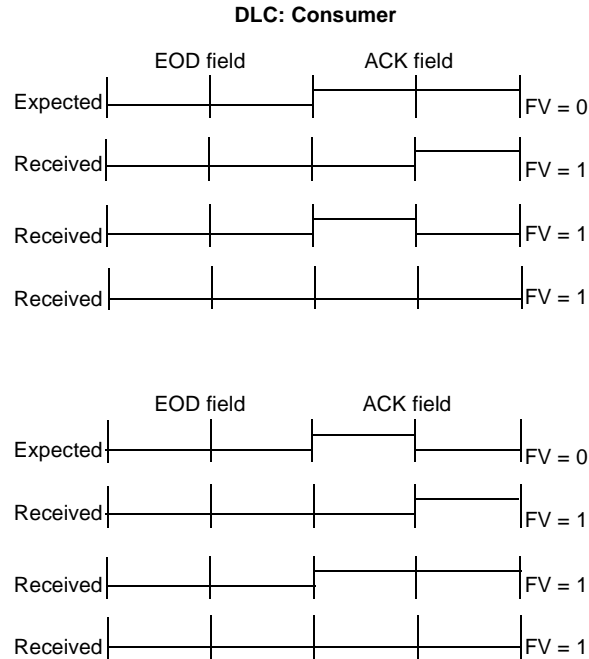 DLC: Consumer
EOD field ACK field
Expected FV = 0
Received FV = 1
Received FV = 1
Received FV = 1
EOD field ACK field
Expected FV = 0
Received FV = 1
Received FV = 1
Received FV = 1